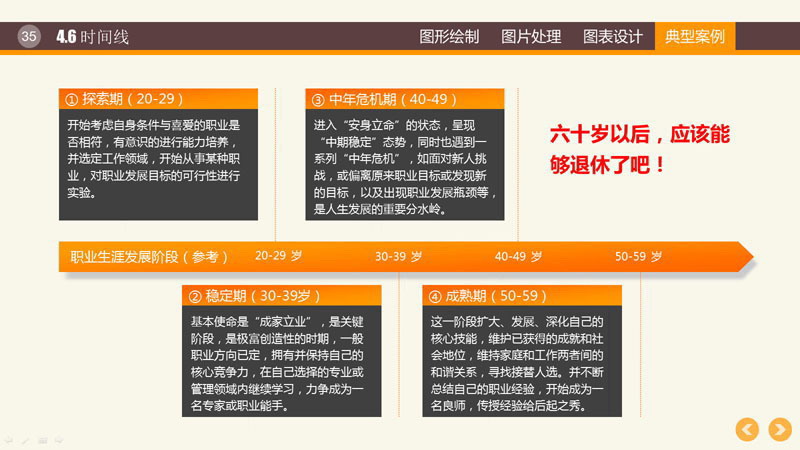 35
4.6 时间线
图形绘制
图片处理
图表设计
典型案例
① 探索期（20-29）
开始考虑自身条件与喜爱的职业是
否相符，有意识的进行能力培养，
并选定工作领域，开始从事某种职
业，对职业发展目标的可行性进行
实验。
③ 中年危机期（40-49）
进入“安身立命”的状态，呈现
“中期稳定”态势，同时也遇到一
系列“中年危机”，如面对新人挑
战，或偏离原来职业目标或发现新
的目标，以及出现职业发展瓶颈等，
是人生发展的重要分水岭。
六十岁以后，应该能
够退休了吧！
职业生涯发展阶段（参考）
20-29 岁
30-39 岁
40-49 岁
50-59 岁
② 稳定期（30-39岁）
基本使命是“成家立业”，是关键
阶段，是极富创造性的时期，一般
职业方向已定，拥有并保持自己的
核心竞争力，在自己选择的专业或
管理领域内继续学习，力争成为一
名专家或职业能手。
④ 成熟期（50-59）
这一阶段扩大、发展、深化自己的
核心技能，维护已获得的成就和社
会地位，维持家庭和工作两者间的
和谐关系，寻找接替人选。并不断
总结自己的职业经验，开始成为一
名良师，传授经验给后起之秀。